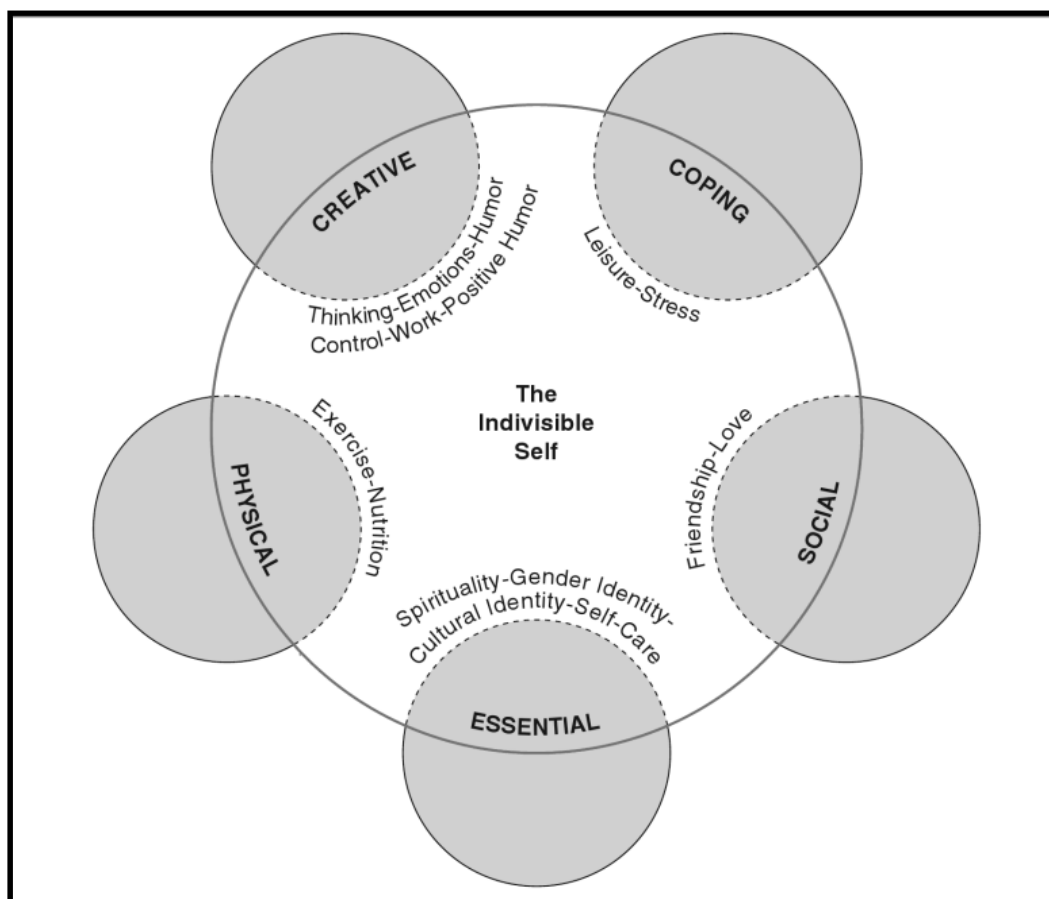 CREATIVE
Thinking-Emotions-Humor
Control-Work-Positive Humor
COPING
Leisure-Stress
The
Indivisible
Self
PHYSICAL
Exercise-Nutrition
SOCIAL
Friendship-Love
Spirituality-Gender Identity-
Cultural Identity-Self-Care
ESSENTIAL